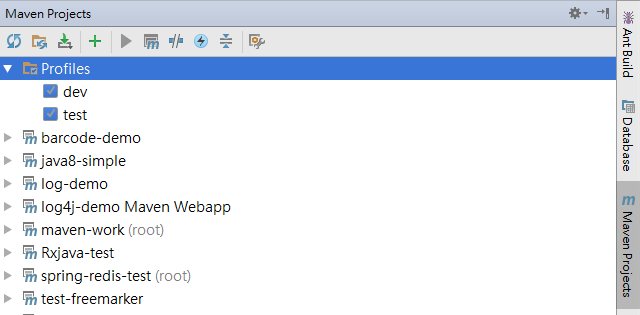 Maven Projects
Profiles
dev
test
barcode-demo
java8-simple
log-demo
log4j-demo Maven Webapp
maven-work (root)
Rxjava-test
spring-redis-test (root)
test-freemarker
Ant Build
Database
Maven Projects